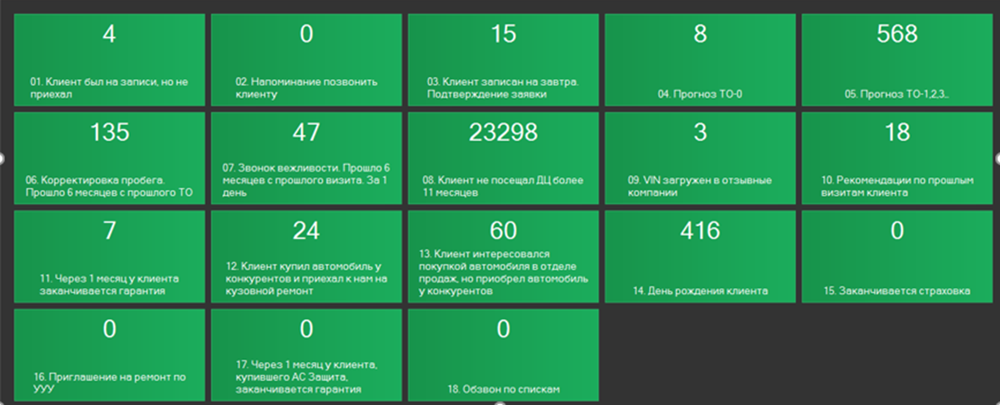 4
01. Клиент был на записи, но не
приехал
0
02. Напоминание позвонить
клиенту
15
03. Клиент записан на завтра.
Подтверждение заявки
8
04. Прогноз ТО-0
568
05. Прогноз ТО-1,2,3...
135
06. Корректировка пробега.
Прошло 6 месяцев с прошлого ТО
47
07. Звонок вежливости. Прошло 6
месяцев с прошлого визита. За 1
день
23298
08. Клиент не посещал ДЦ более
11 месяцев
3
09. VIN загружен в отзывные
компании
18
10. Рекомендации по прошлым
визитам клиента
7
11. Через 1 месяц у клиента
заканчивается гарантия
24
12. Клиент купил автомобиль у
конкурентов и приехал к нам на
кузовной ремонт
60
13. Клиент интересовался
покупкой автомобиля в отделе
продаж, но приобрел автомобиль
у конкурентов
416
14. День рождения клиента
0
15. Заканчивается страховка
0
16. Приглашение на ремонт по
УУУ
0
17. Через 1 месяц у клиента,
купившего АС Защита,
заканчивается гарантия
0
18. Обзвон по спискам